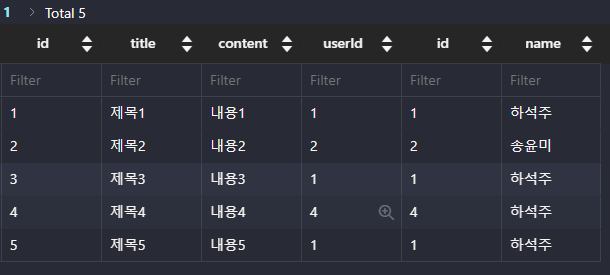 1 > Total 5
id title content userId id name
Filter Filter Filter Filter Filter Filter
1 제목1 내용1 1 1 하석주
2 제목2 내용2 2 2 송윤미
3 제목3 내용3 1 1 하석주
4 제목4 내용4 4 4 하석주
5 제목5 내용5 1 1 하석주